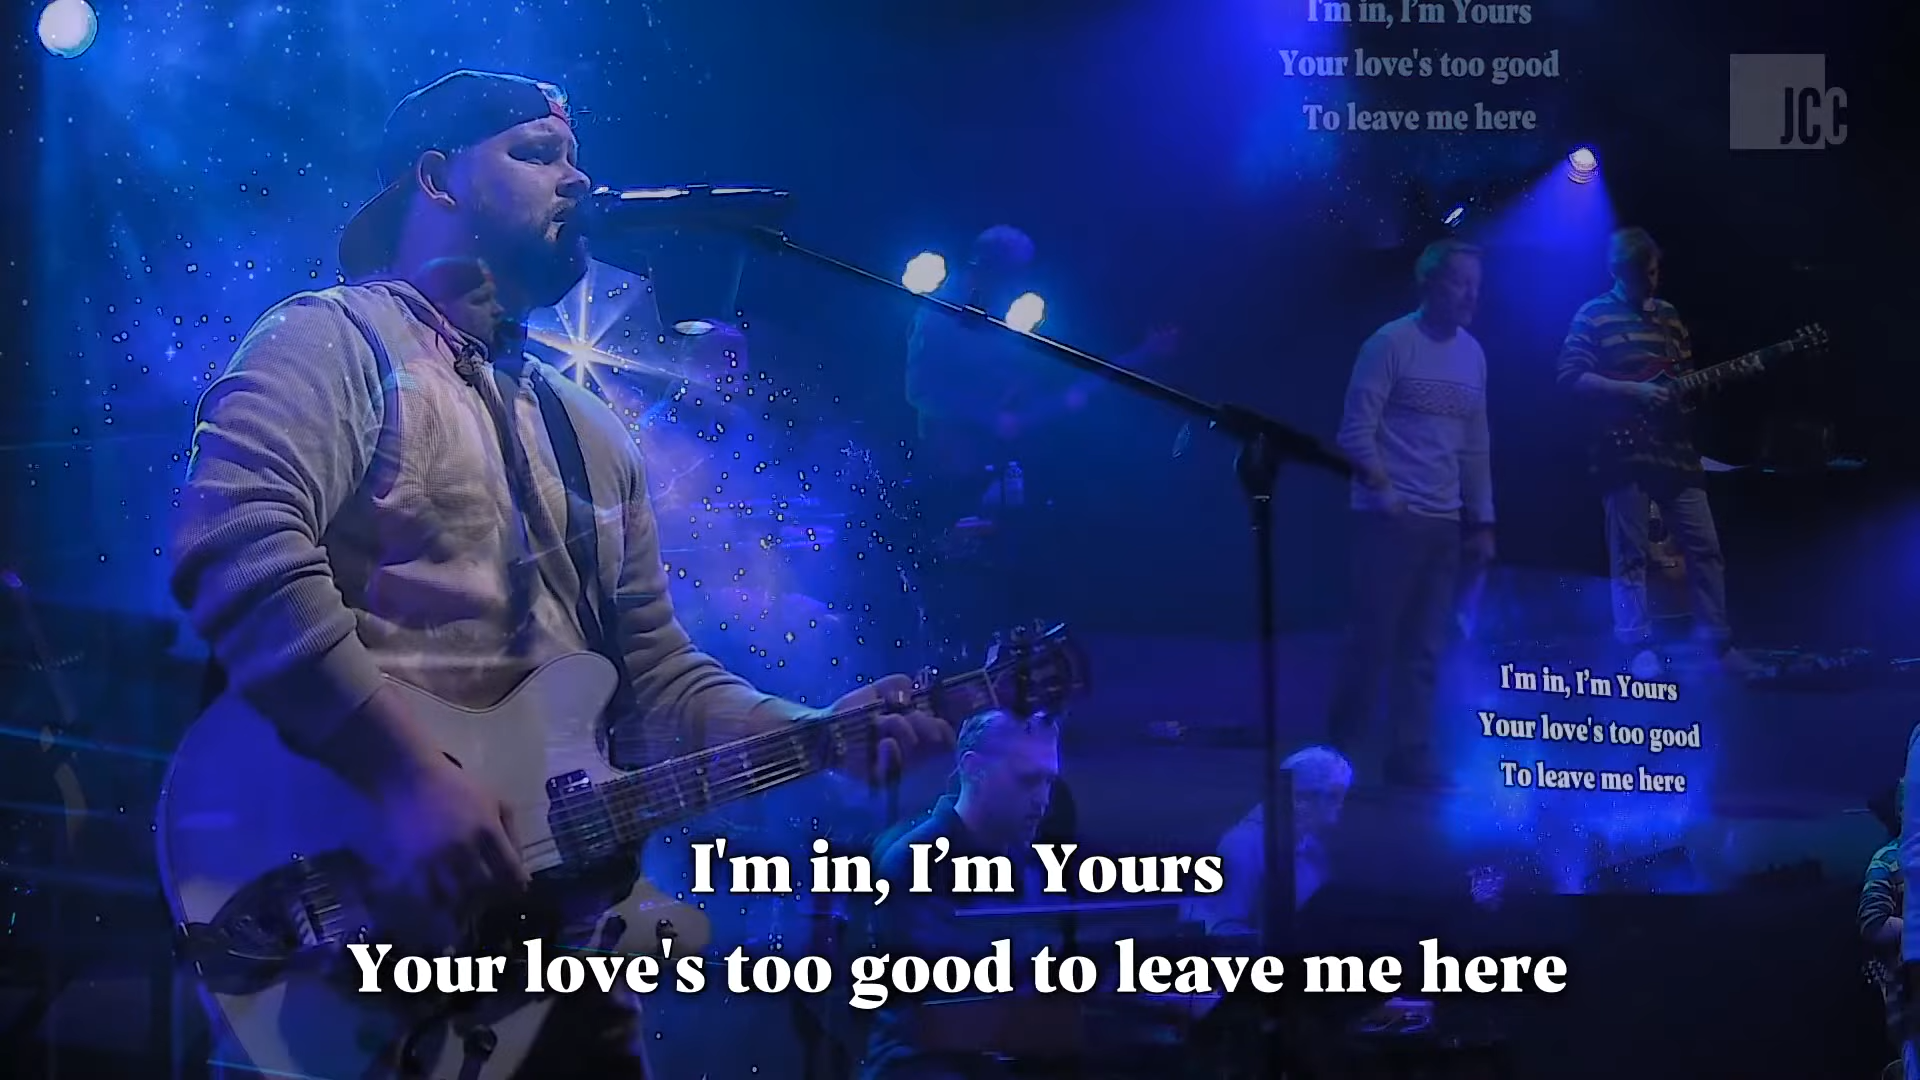 I'm in, I'm Yours
Your love's too good
To leave me here
JCC
I'm in, I'm Yours
Your love's too good
To leave me here
I'm in, I’m Yours
Your love's too good to leave me here